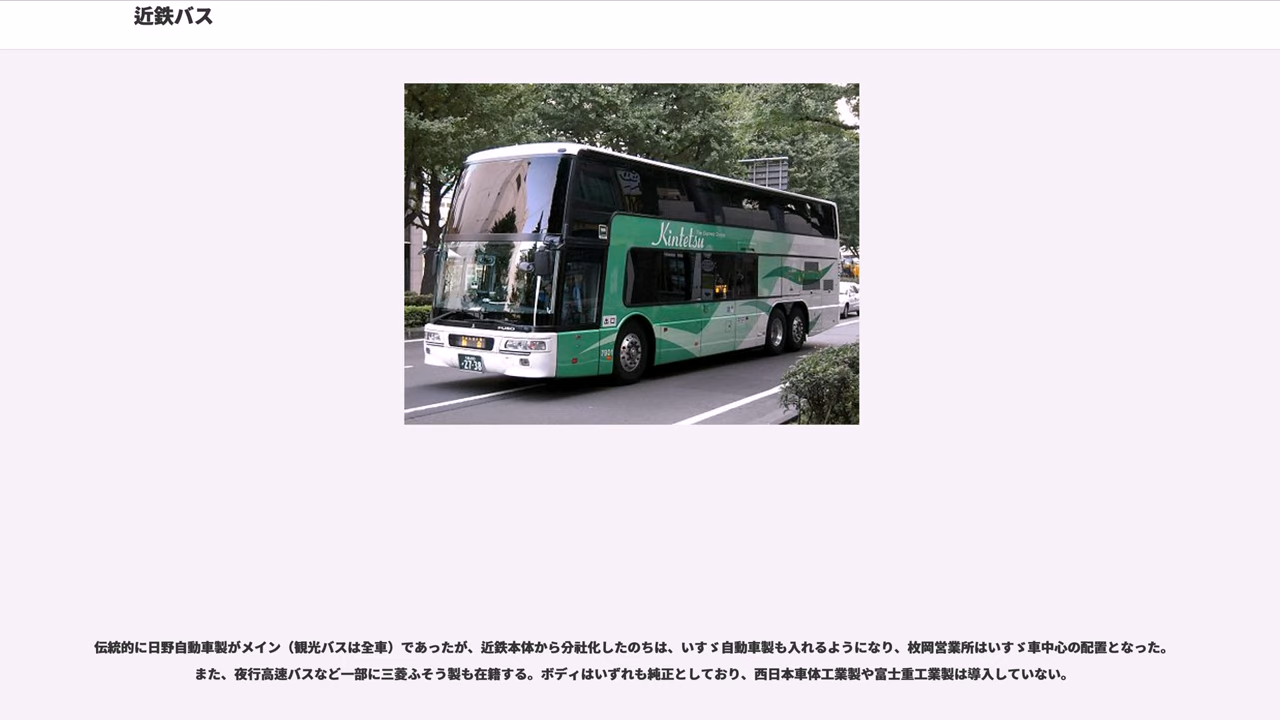 近鉄バス
Kintetsu
FUSO
出口
7901
27-38
伝統的に日野自動車製がメイン（観光バスは全車）であったが、近鉄本体から分社化したのちは、いすゞ自動車製も入れるようになり、枚岡営業所はいすゞ車中心の配置となった。
また、夜行高速バスなど一部に三菱ふそう製も在籍する。ボディはいずれも純正としており、西日本車体工業製や富士重工業製は導入していない。